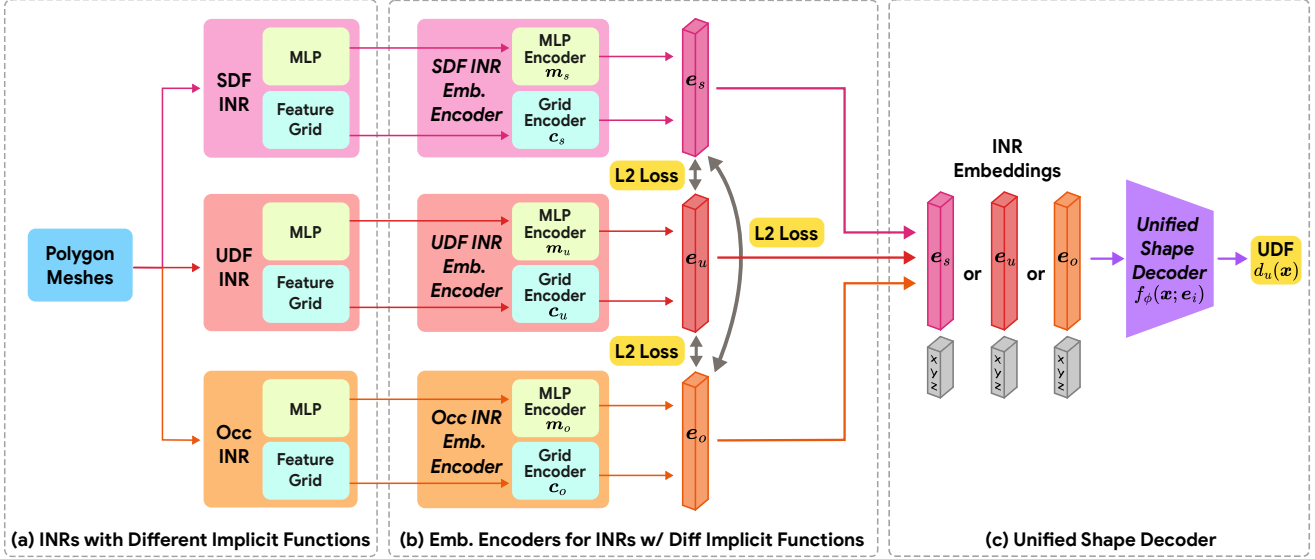 Polygon
Meshes
SDF
INR
MLP
Feature
Grid
UDF
INR
MLP
Feature
Grid
Occ
INR
MLP
Feature
Grid
(a) INRs with Different Implicit Functions
SDF INR
Emb.
Encoder
MLP
Encoder
m_s
Grid
Encoder
c_s
e_s
L2 Loss
UDF INR
Emb.
Encoder
MLP
Encoder
m_u
Grid
Encoder
c_u
e_u
L2 Loss
L2 Loss
Occ INR
Emb.
Encoder
MLP
Encoder
m_o
Grid
Encoder
c_o
e_o
(b) Emb. Encoders for INRs w/ Diff Implicit Functions
INR
Embeddings
e_s or e_u or e_o
x y z
x y z
x y z
Unified
Shape
Decoder
f_ϕ(x; e_i)
UDF
d_u(x)
(c) Unified Shape Decoder